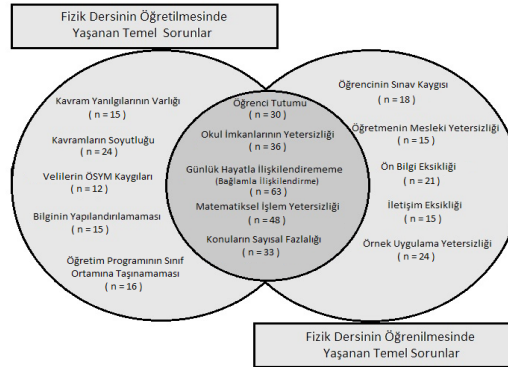 Fizik Dersinin Öğretilmesinde
Yaşanan Temel Sorunlar
Kavram Yanılgılarının Varlığı
( n = 15 )
Kavramların Soyutluğu
( n = 24 )
Velilerin ÖSYM Kaygıları
( n = 12 )
Bilginin Yapılandırılamaması
( n = 15 )
Öğretim Programının Sınıf
Ortamına Taşınamaması
( n = 16 )
Öğrenci Tutumu
( n = 30 )
Okul İmkanlarının Yetersizliği
( n = 36 )
Günlük Hayatla İlişkilendirememe
(Bağlamla İlişkilendirme)
( n = 63 )
Matematiksel İşlem Yetersizliği
( n = 48 )
Konuların Sayısal Fazlalığı
( n = 33 )
Öğrencinin Sınav Kaygısı
( n = 18 )
Öğretmenin Mesleki Yetersizliği
( n = 15 )
Ön Bilgi Eksikliği
( n = 21 )
İletişim Eksikliği
( n = 15 )
Örnek Uygulama Yetersizliği
( n = 24 )
Fizik Dersinin Öğrenilmesinde
Yaşanan Temel Sorunlar